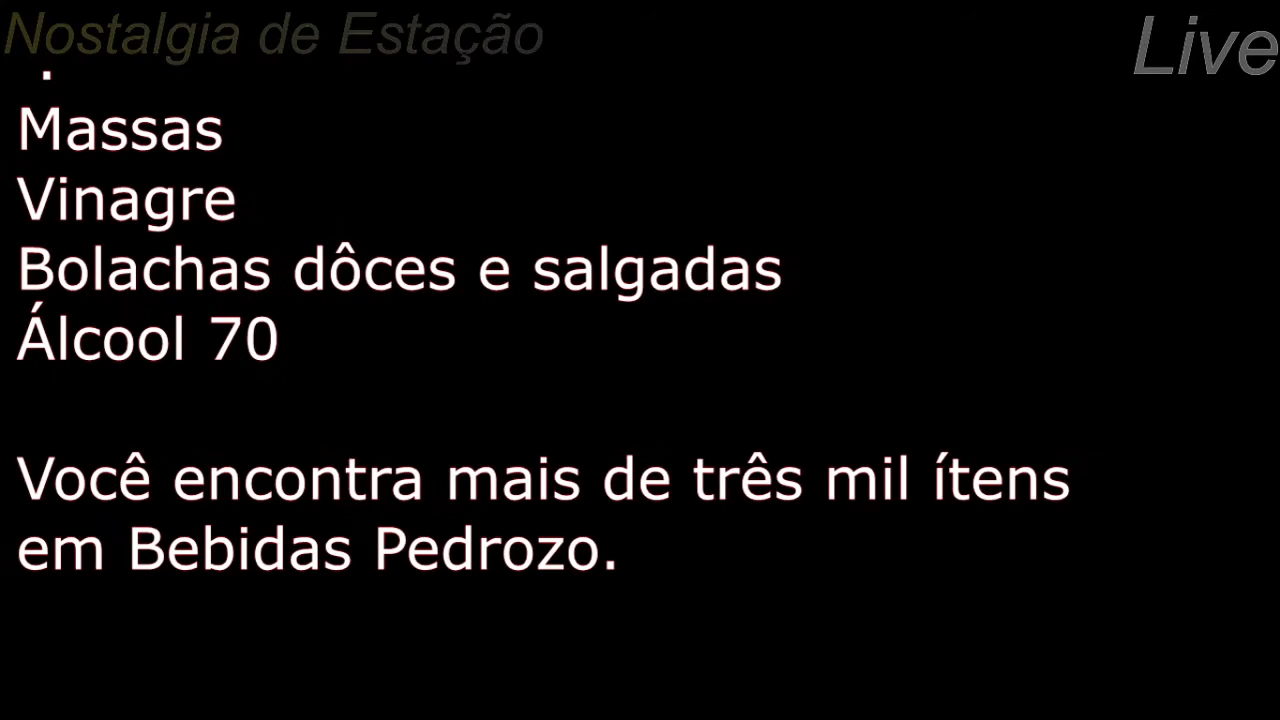 Nostalgia de Estação
Live
.
Massas
Vinagre
Bolachas dôces e salgadas
Álcool 70
Você encontra mais de três mil ítens
em Bebidas Pedrozo.